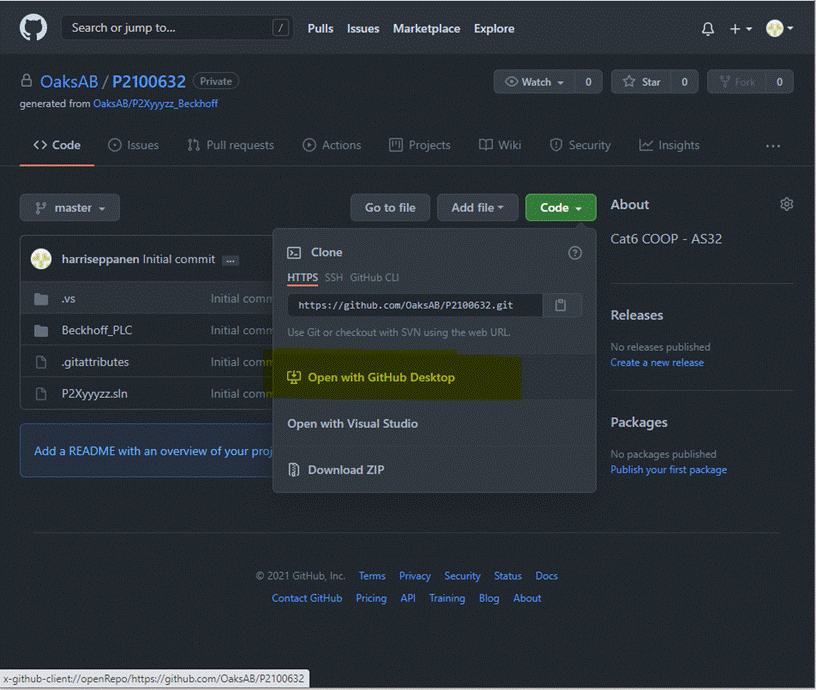 Search or jump to... / Pulls Issues Marketplace Explore
OaksAB / P2100632 Private Watch 0 Star 0 Fork 0
generated from OaksAB/P2Xyyyzz_Beckhoff
Code Issues Pull requests Actions Projects Wiki Security Insights ...
master Go to file Add file Code
About
Cat6 COOP - AS32
harriseppanen Initial commit ...
.vs Initial comm
Beckhoff_PLC Initial comm
.gitattributes Initial comm
P2Xyyyzz.sln Initial comm
Add a README with an overview of your proj
Clone ?
HTTPS SSH GitHub CLI
https://github.com/OaksAB/P2100632.git
Use Git or checkout with SVN using the web URL.
Open with GitHub Desktop
Open with Visual Studio
Download ZIP
Releases
No releases published
Create a new release
Packages
No packages published
Publish your first package
© 2021 GitHub, Inc. Terms Privacy Security Status Docs
Contact GitHub Pricing API Training Blog About
x-github-client://openRepo/https://github.com/OaksAB/P2100632